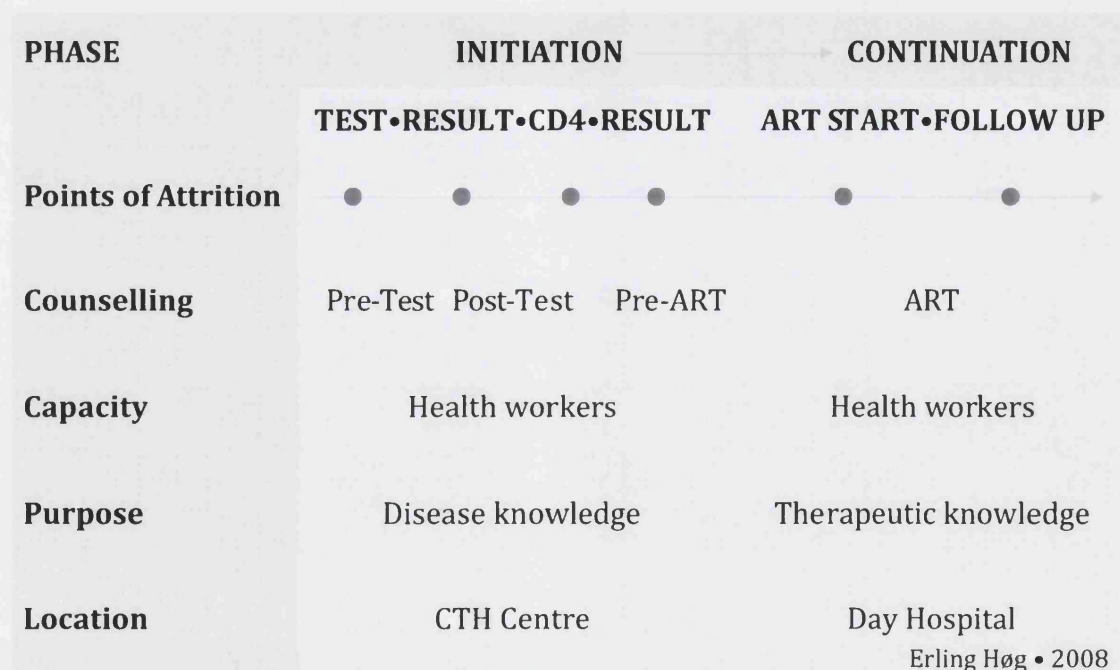 PHASE INITIATION CONTINUATION
TEST•RESULT•CD4•RESULT ART START•FOLLOW UP
Points of Attrition
Counselling Pre-Test Post-Test Pre-ART ART
Capacity Health workers Health workers
Purpose Disease knowledge Therapeutic knowledge
Location CTH Centre Day Hospital
Erling Høg • 2008